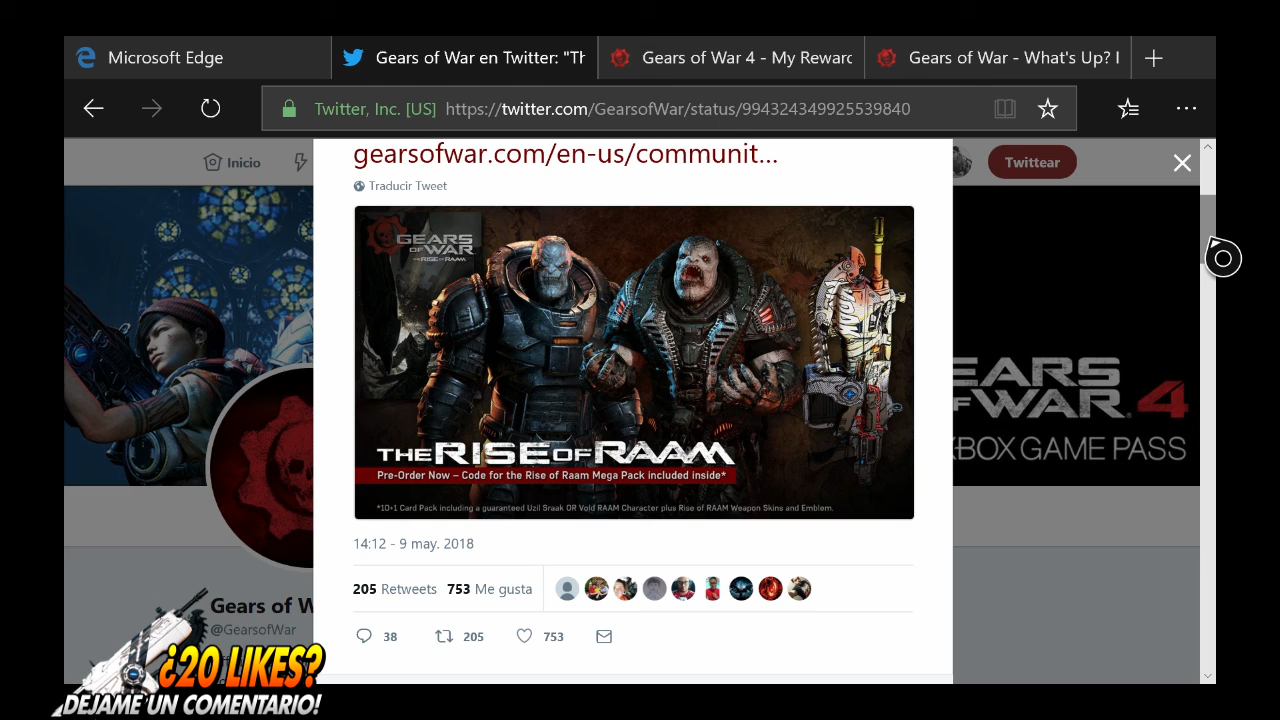 Microsoft Edge
Gears of War en Twitter: "Th
Gears of War 4 - My Reward
Gears of War - What's Up? I
Twitter, Inc. [US] https://twitter.com/GearsofWar/status/994324349925539840
gearsofwar.com/en-us/communit...
Inicio
Twittear
Traducir Tweet
GEARS
OF WAR
THE RISE OF RAAM
THE RISE OF RAAM
Pre-Order Now – Code for the Rise of Raam Mega Pack included inside*
*10+1 Card Pack including a guaranteed Uzil Sraak OR Vold RAAM Character plus Rise of RAAM Weapon Skins and Emblem.
EARS
F WAR. 4
XBOX GAME PASS
14:12 - 9 may. 2018
205 Retweets 753 Me gusta
Gears of W
@GearsofWar
38 205 753
¿20 LIKES?
¡DEJAME UN COMENTARIO!